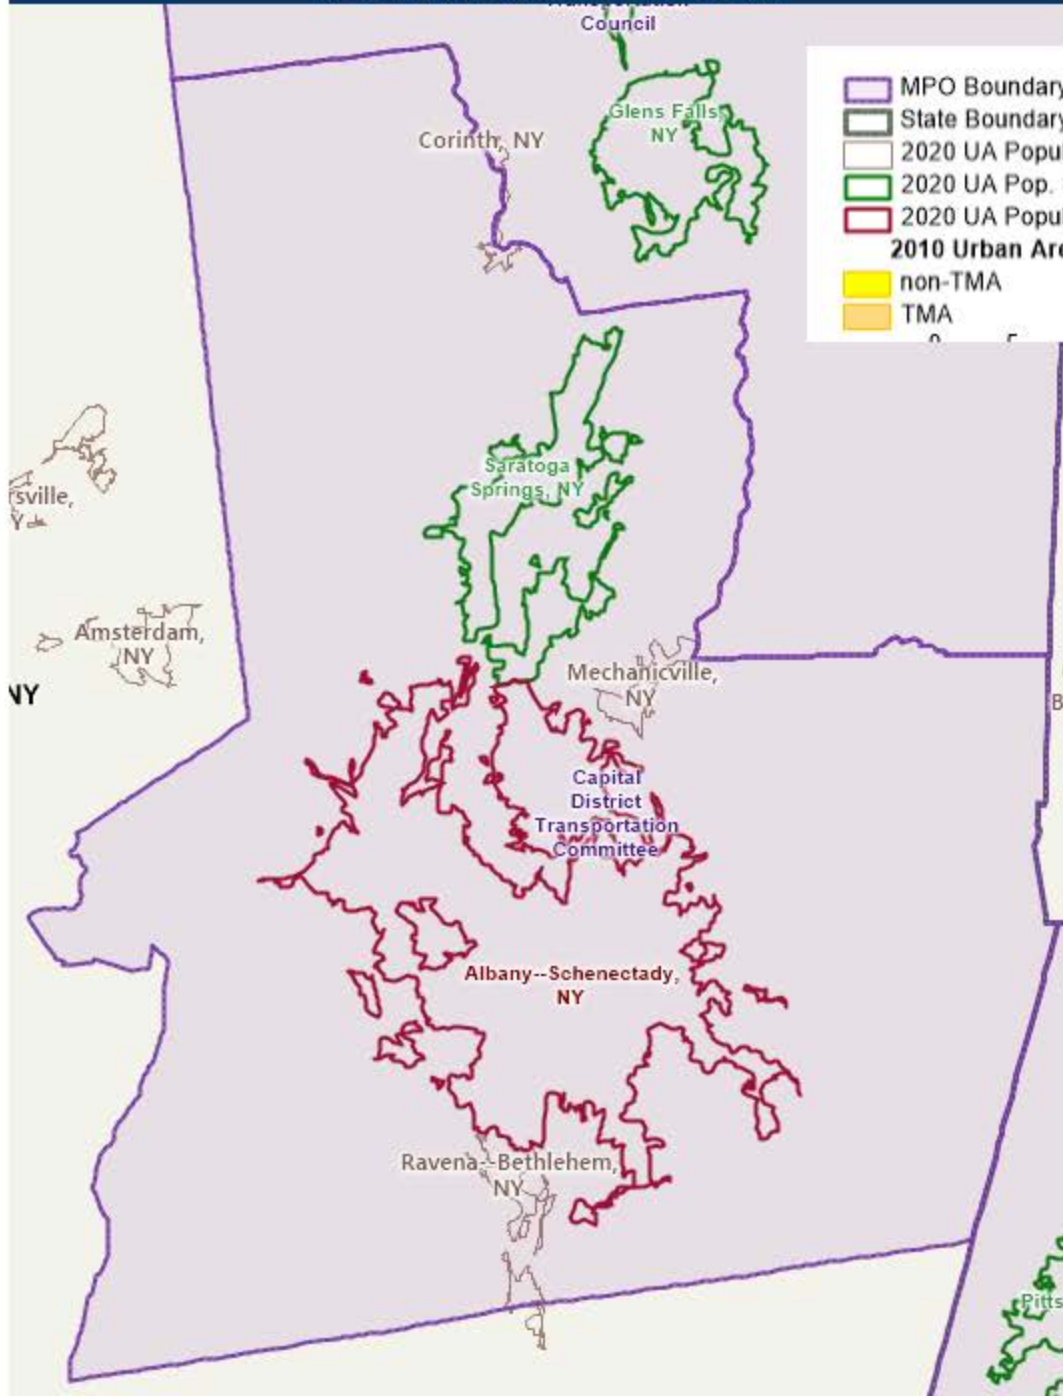 Council
Glens Falls,
NY
Corinth, NY
MPO Boundary
State Boundary
2020 UA Popu
2020 UA Pop.
2020 UA Popu
2010 Urban Are
non-TMA
TMA
Saratoga
Springs, NY
rsville,
Y
Amsterdam,
NY
NY
Mechanicville,
NY
B
Capital
District
Transportation
Committee
Albany--Schenectady,
NY
Ravena--Bethlehem,
NY
Pitts